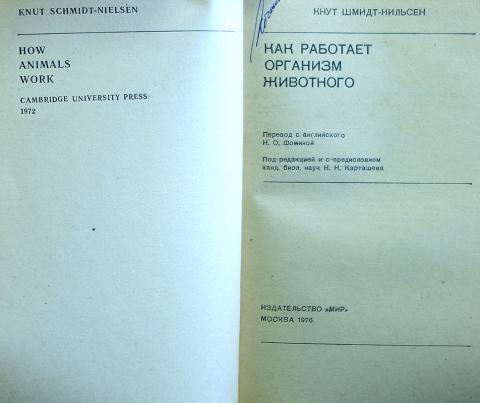 KNUT SCHMIDT-NIELSEN
HOW
ANIMALS
WORK
CAMBRIDGE UNIVERSITY PRESS
1972
КНУТ ШМИДТ-НИЛЬСЕН
КАК РАБОТАЕТ
ОРГАНИЗМ
ЖИВОТНОГО
Перевод с английского
Н. О. Фоминой
Под редакцией и с предисловием
канд. биол. наук Н. Н. Карташева
ИЗДАТЕЛЬСТВО «МИР»
МОСКВА 1976